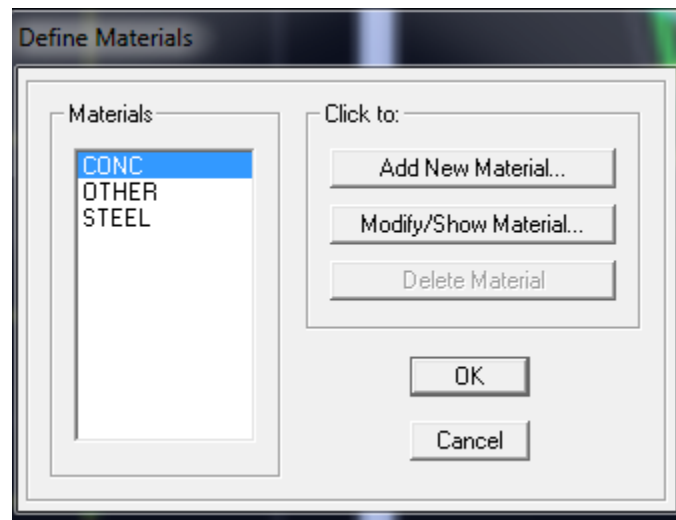 Define Materials
Materials
CONC
OTHER
STEEL
Click to:
Add New Material...
Modify/Show Material...
Delete Material
OK
Cancel